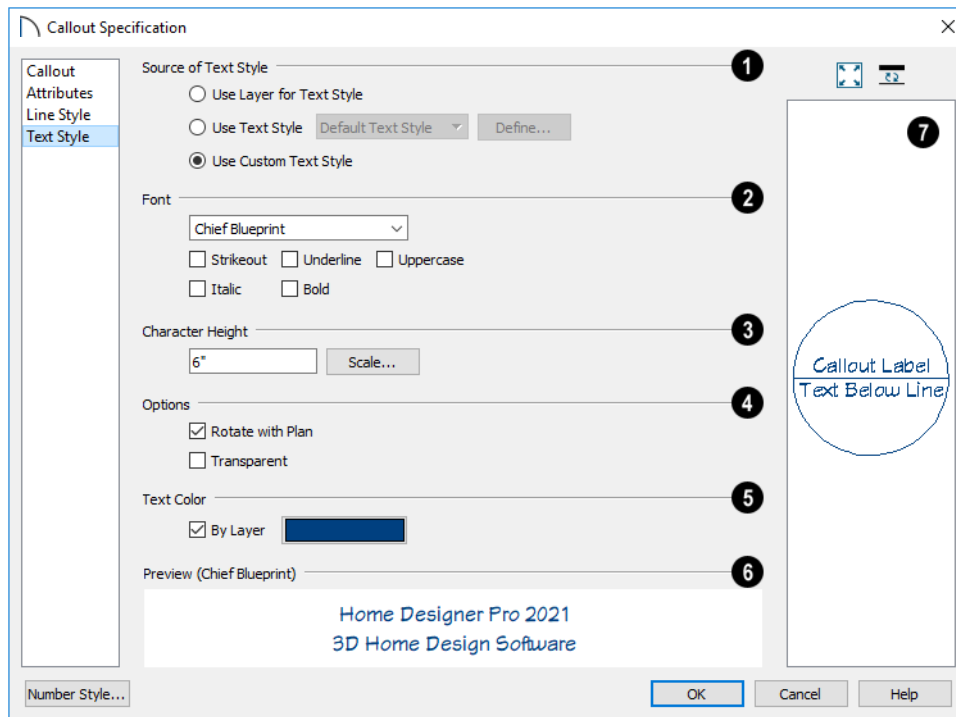 Callout Specification
Callout
Attributes
Line Style
Text Style
Source of Text Style 1
Use Layer for Text Style
Use Text Style Default Text Style Define...
Use Custom Text Style
Font 2
Chief Blueprint
Strikeout Underline Uppercase
Italic Bold
Character Height 3
6" Scale...
Options 4
Rotate with Plan
Transparent
Text Color 5
By Layer
Preview (Chief Blueprint) 6
Home Designer Pro 2021
3D Home Design Software
7
Callout Label
Text Below Line
Number Style... OK Cancel Help